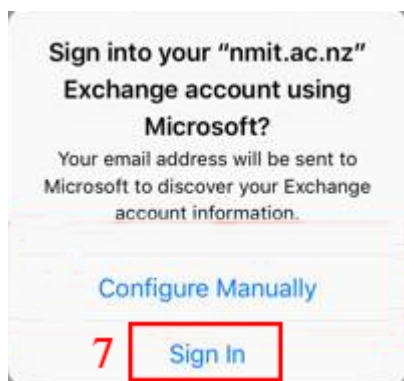 Sign into your “nmit.ac.nz”
Exchange account using
Microsoft?
Your email address will be sent to
Microsoft to discover your Exchange
account information.
Configure Manually
7 Sign In